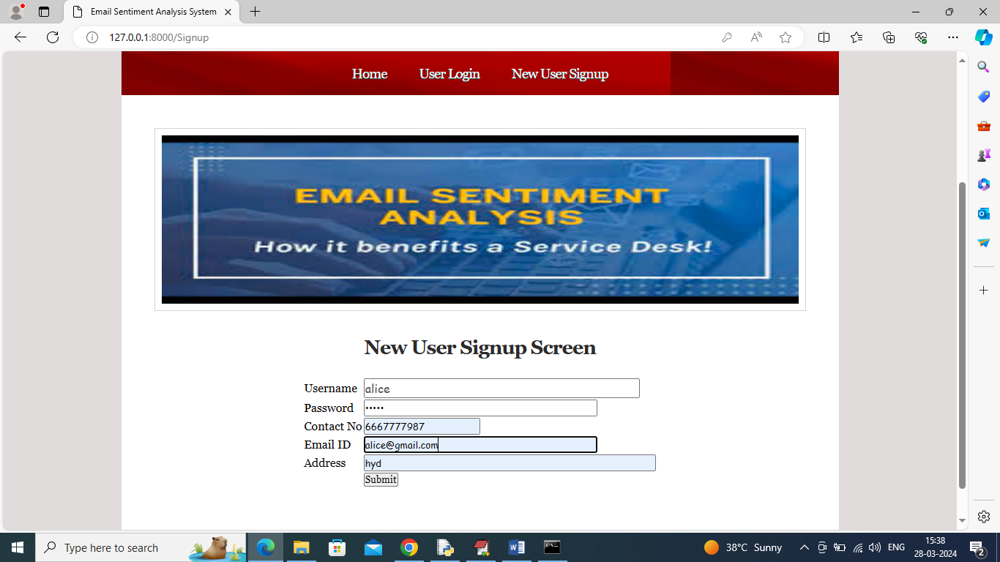 Email Sentiment Analysis System
127.0.0.1:8000/Signup
Home User Login New User Signup
EMAIL SENTIMENT
ANALYSIS
How it benefits a Service Desk!
New User Signup Screen
Username alice
Password •••••
Contact No 6667777987
Email ID alice@gmail.com
Address hyd
Submit
Type here to search
38°C Sunny
ENG
15:38
28-03-2024
2